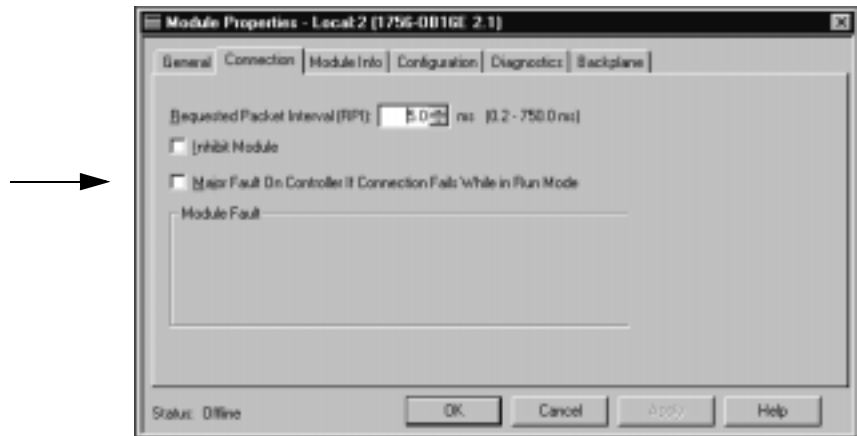 Module Properties - Local:2 (1756-OB16E 2.1)
General Connection Module Info Configuration Diagnostics Backplane
Requested Packet Interval (RPI): 5.0 ms (0.2 - 750.0 ms)
Inhibit Module
Major Fault On Controller If Connection Fails While in Run Mode
Module Fault
Status: Offline OK Cancel Apply Help